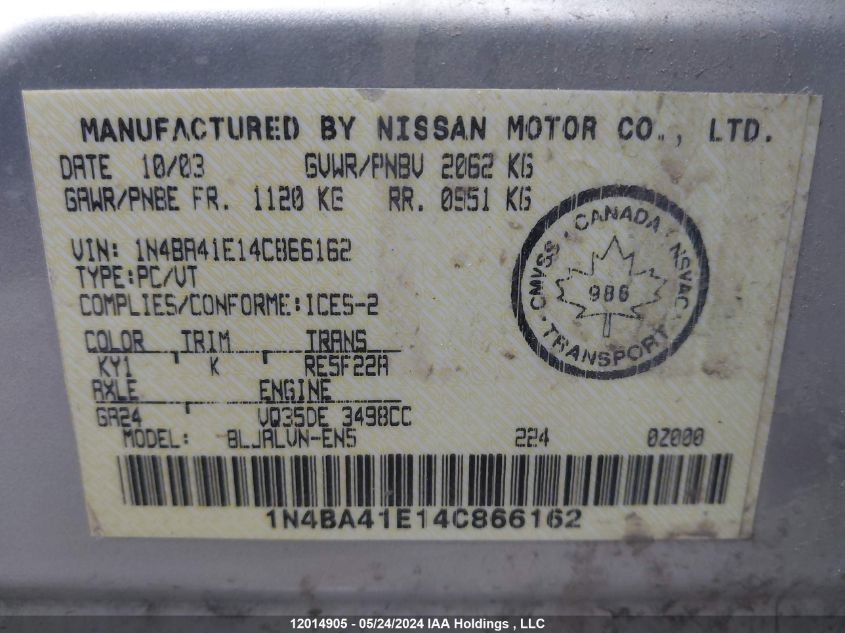 MANUFACTURED BY NISSAN MOTOR CO., LTD.
DATE 10/03 GVWR/PNBV 2062 KG
GAWR/PNBE FR. 1120 KG RR. 0951 KG
VIN: 1N4BA41E14C866162
TYPE:PC/VT
COMPLIES/CONFORME:ICES-2
CANADA
CMVSS NSVAC
986
TRANSPORT
COLOR TRIM TRANS
KY1 K RE5F22A
AXLE ENGINE
GR24 VQ35DE 3498CC
MODEL: BLJALVN-EN5 224 0Z000
1N4BA41E14C866162
12014905 - 05/24/2024 IAA Holdings , LLC